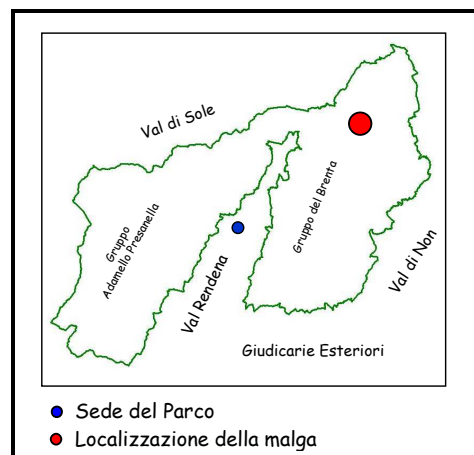 Val di Sole
Gruppo
Adamello Presanella
Gruppo del Brenta
Val Rendena
Val di Non
Giudicarie Esteriori
Sede del Parco
Localizzazione della malga